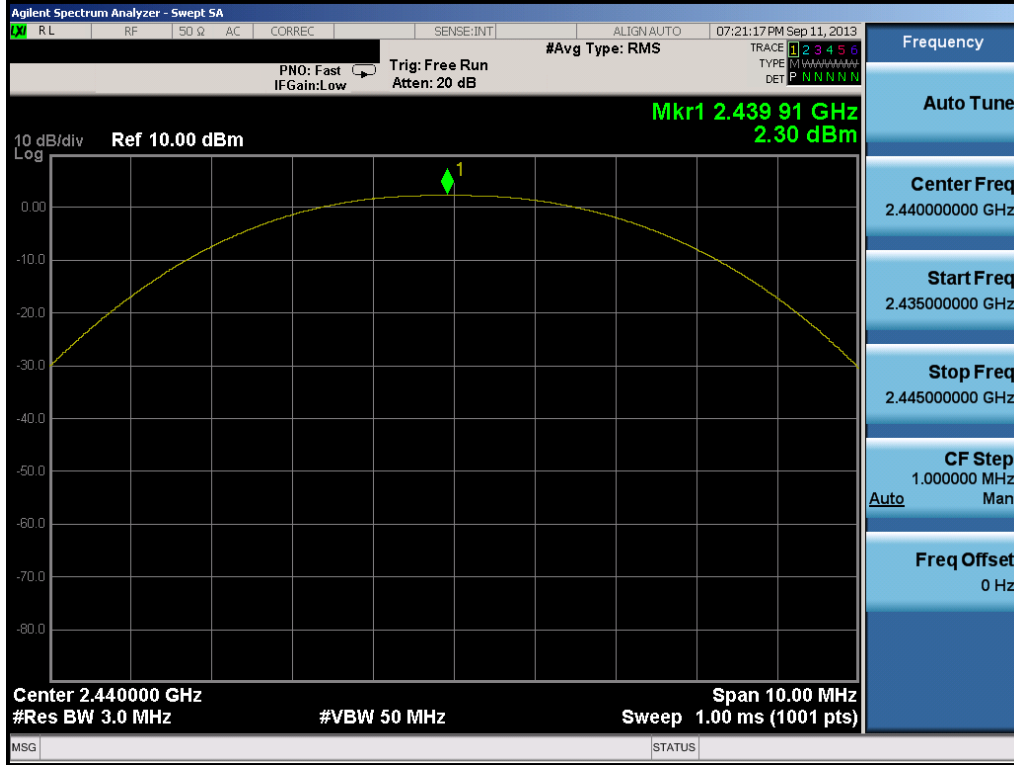 Agilent Spectrum Analyzer - Swept SA
LXI RL RF 50 Ω AC CORREC SENSE:INT ALIGNAUTO 07:21:17 PM Sep 11, 2013
PNO: Fast
IFGain:Low
Trig: Free Run
Atten: 20 dB
#Avg Type: RMS
TRACE 1 2 3 4 5 6
TYPE M
DET P N N N N N
Mkr1 2.439 91 GHz
2.30 dBm
10 dB/div Ref 10.00 dBm
Log
1
0.00
-10.0
-20.0
-30.0
-40.0
-50.0
-60.0
-70.0
-80.0
Center 2.440000 GHz Span 10.00 MHz
#Res BW 3.0 MHz #VBW 50 MHz Sweep 1.00 ms (1001 pts)
MSG STATUS
Frequency
Auto Tune
Center Freq
2.440000000 GHz
Start Freq
2.435000000 GHz
Stop Freq
2.445000000 GHz
CF Step
1.000000 MHz
Auto Man
Freq Offset
0 Hz